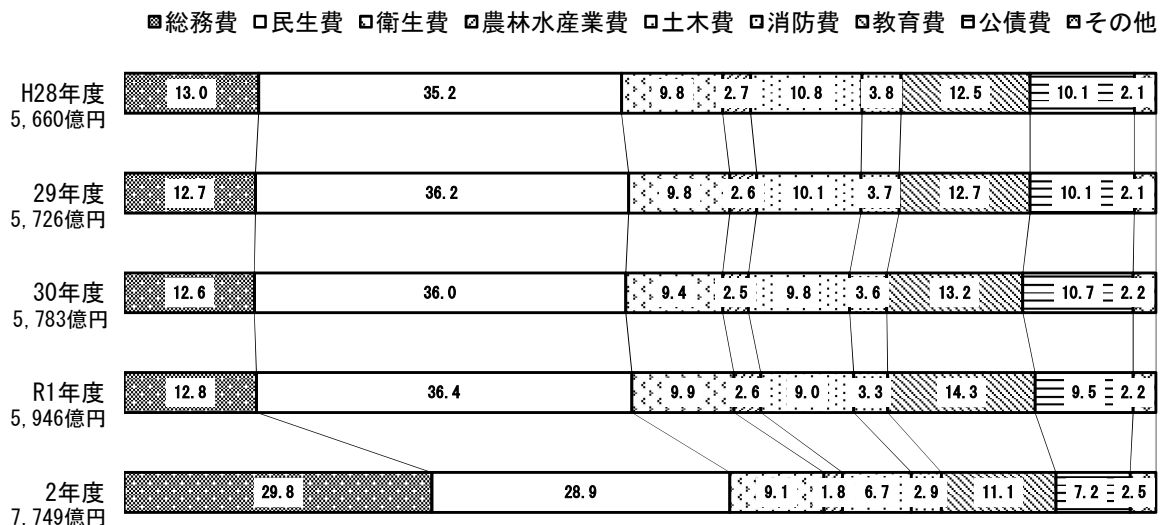 総務費 民生費 衛生費 農林水産業費 土木費 消防費 教育費 公債費 その他
H28年度
5,660億円
13.0 35.2 9.8 2.7 10.8 3.8 12.5 10.1 2.1
29年度
5,726億円
12.7 36.2 9.8 2.6 10.1 3.7 12.7 10.1 2.1
30年度
5,783億円
12.6 36.0 9.4 2.5 9.8 3.6 13.2 10.7 2.2
R1年度
5,946億円
12.8 36.4 9.9 2.6 9.0 3.3 14.3 9.5 2.2
2年度
7,749億円
29.8 28.9 9.1 1.8 6.7 2.9 11.1 7.2 2.5